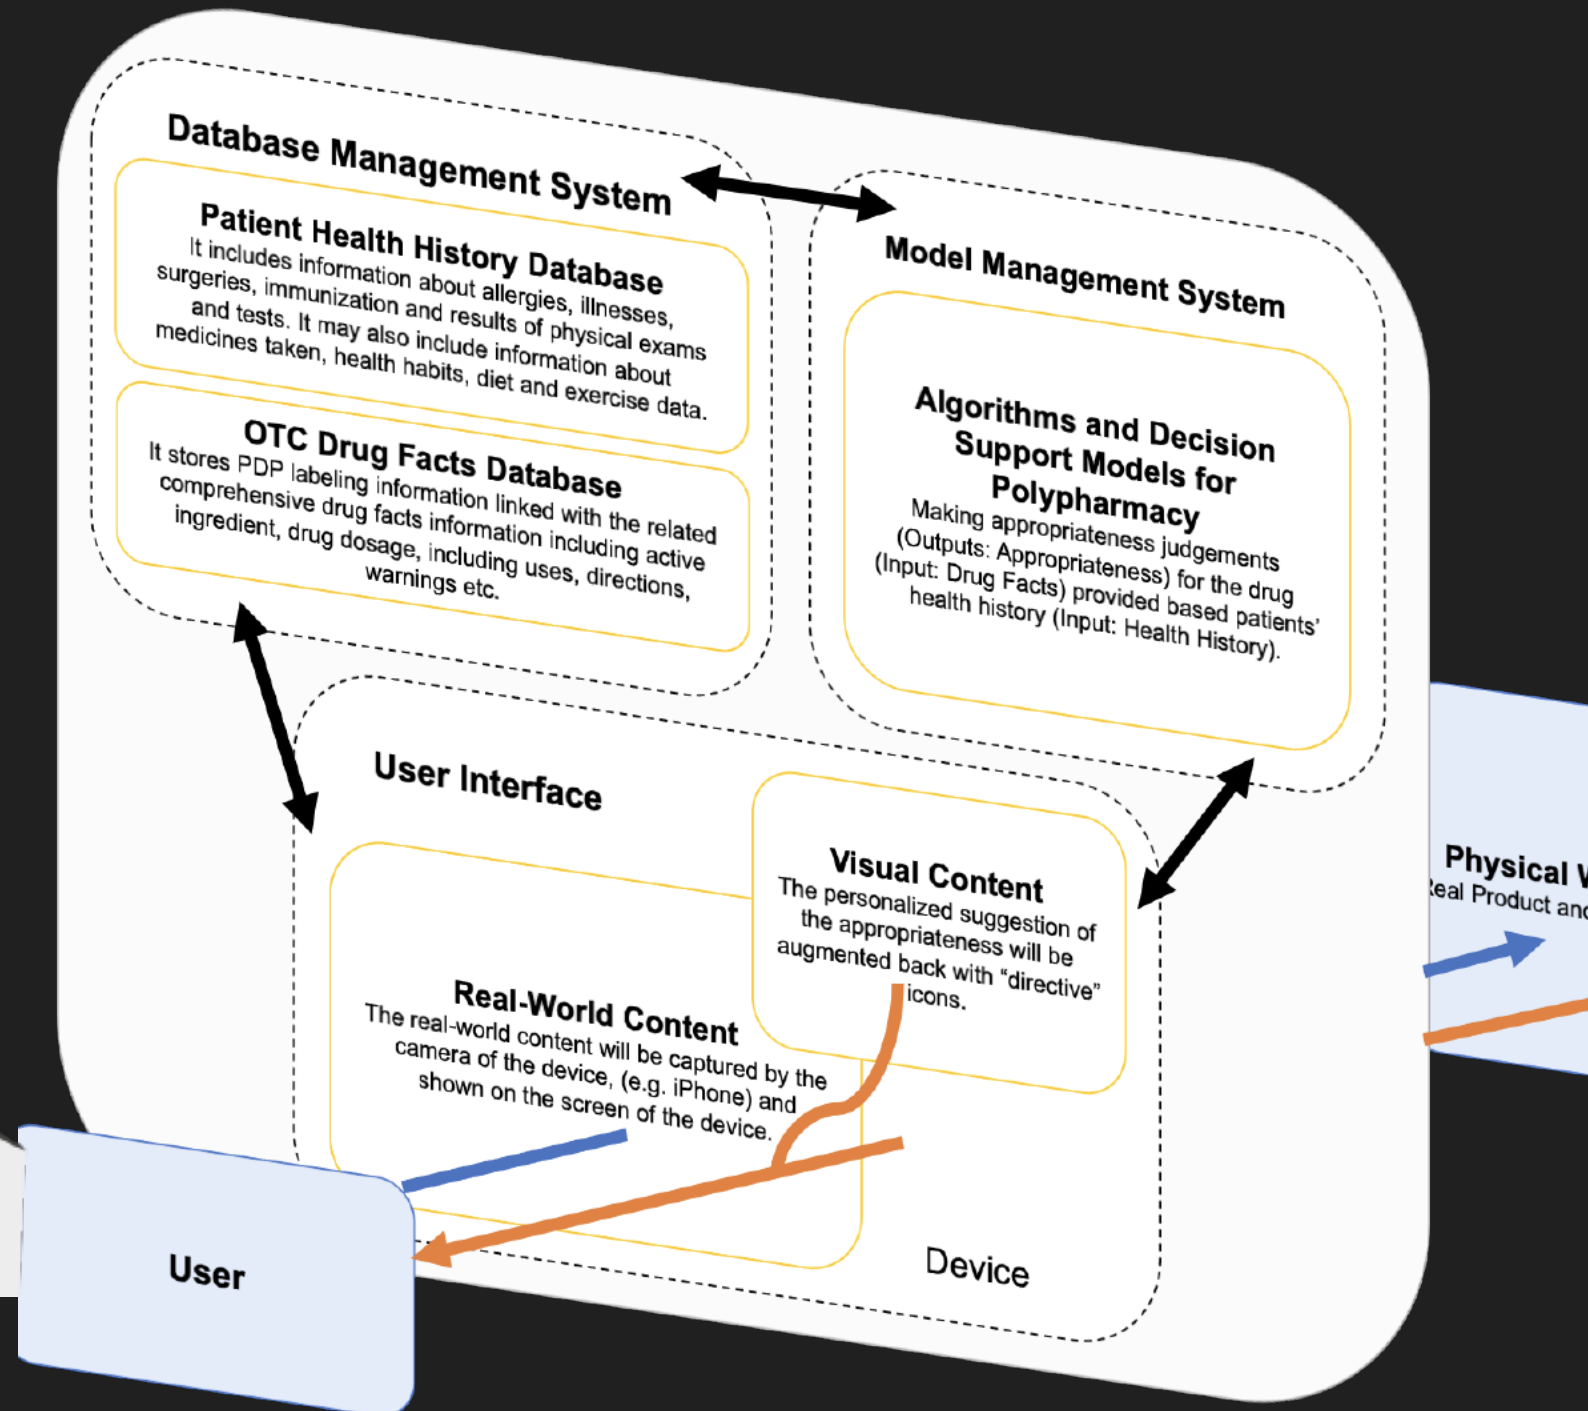 Database Management System
Patient Health History Database
It includes information about allergies, illnesses,
surgeries, immunization and results of physical exams
and tests. It may also include information about
medicines taken, health habits, diet and exercise data.
OTC Drug Facts Database
It stores PDP labeling information linked with the related
comprehensive drug facts information including active
ingredient, drug dosage, including uses, directions,
warnings etc.
Model Management System
Algorithms and Decision
Support Models for
Polypharmacy
Making appropriateness judgements
(Outputs: Appropriateness) for the drug
(Input: Drug Facts) provided based patients’
health history (Input: Health History).
User Interface
Visual Content
The personalized suggestion of
the appropriateness will be
augmented back with “directive”
icons.
Real-World Content
The real-world content will be captured by the
camera of the device, (e.g. iPhone) and
shown on the screen of the device.
Device
User
Physical
Real Product and